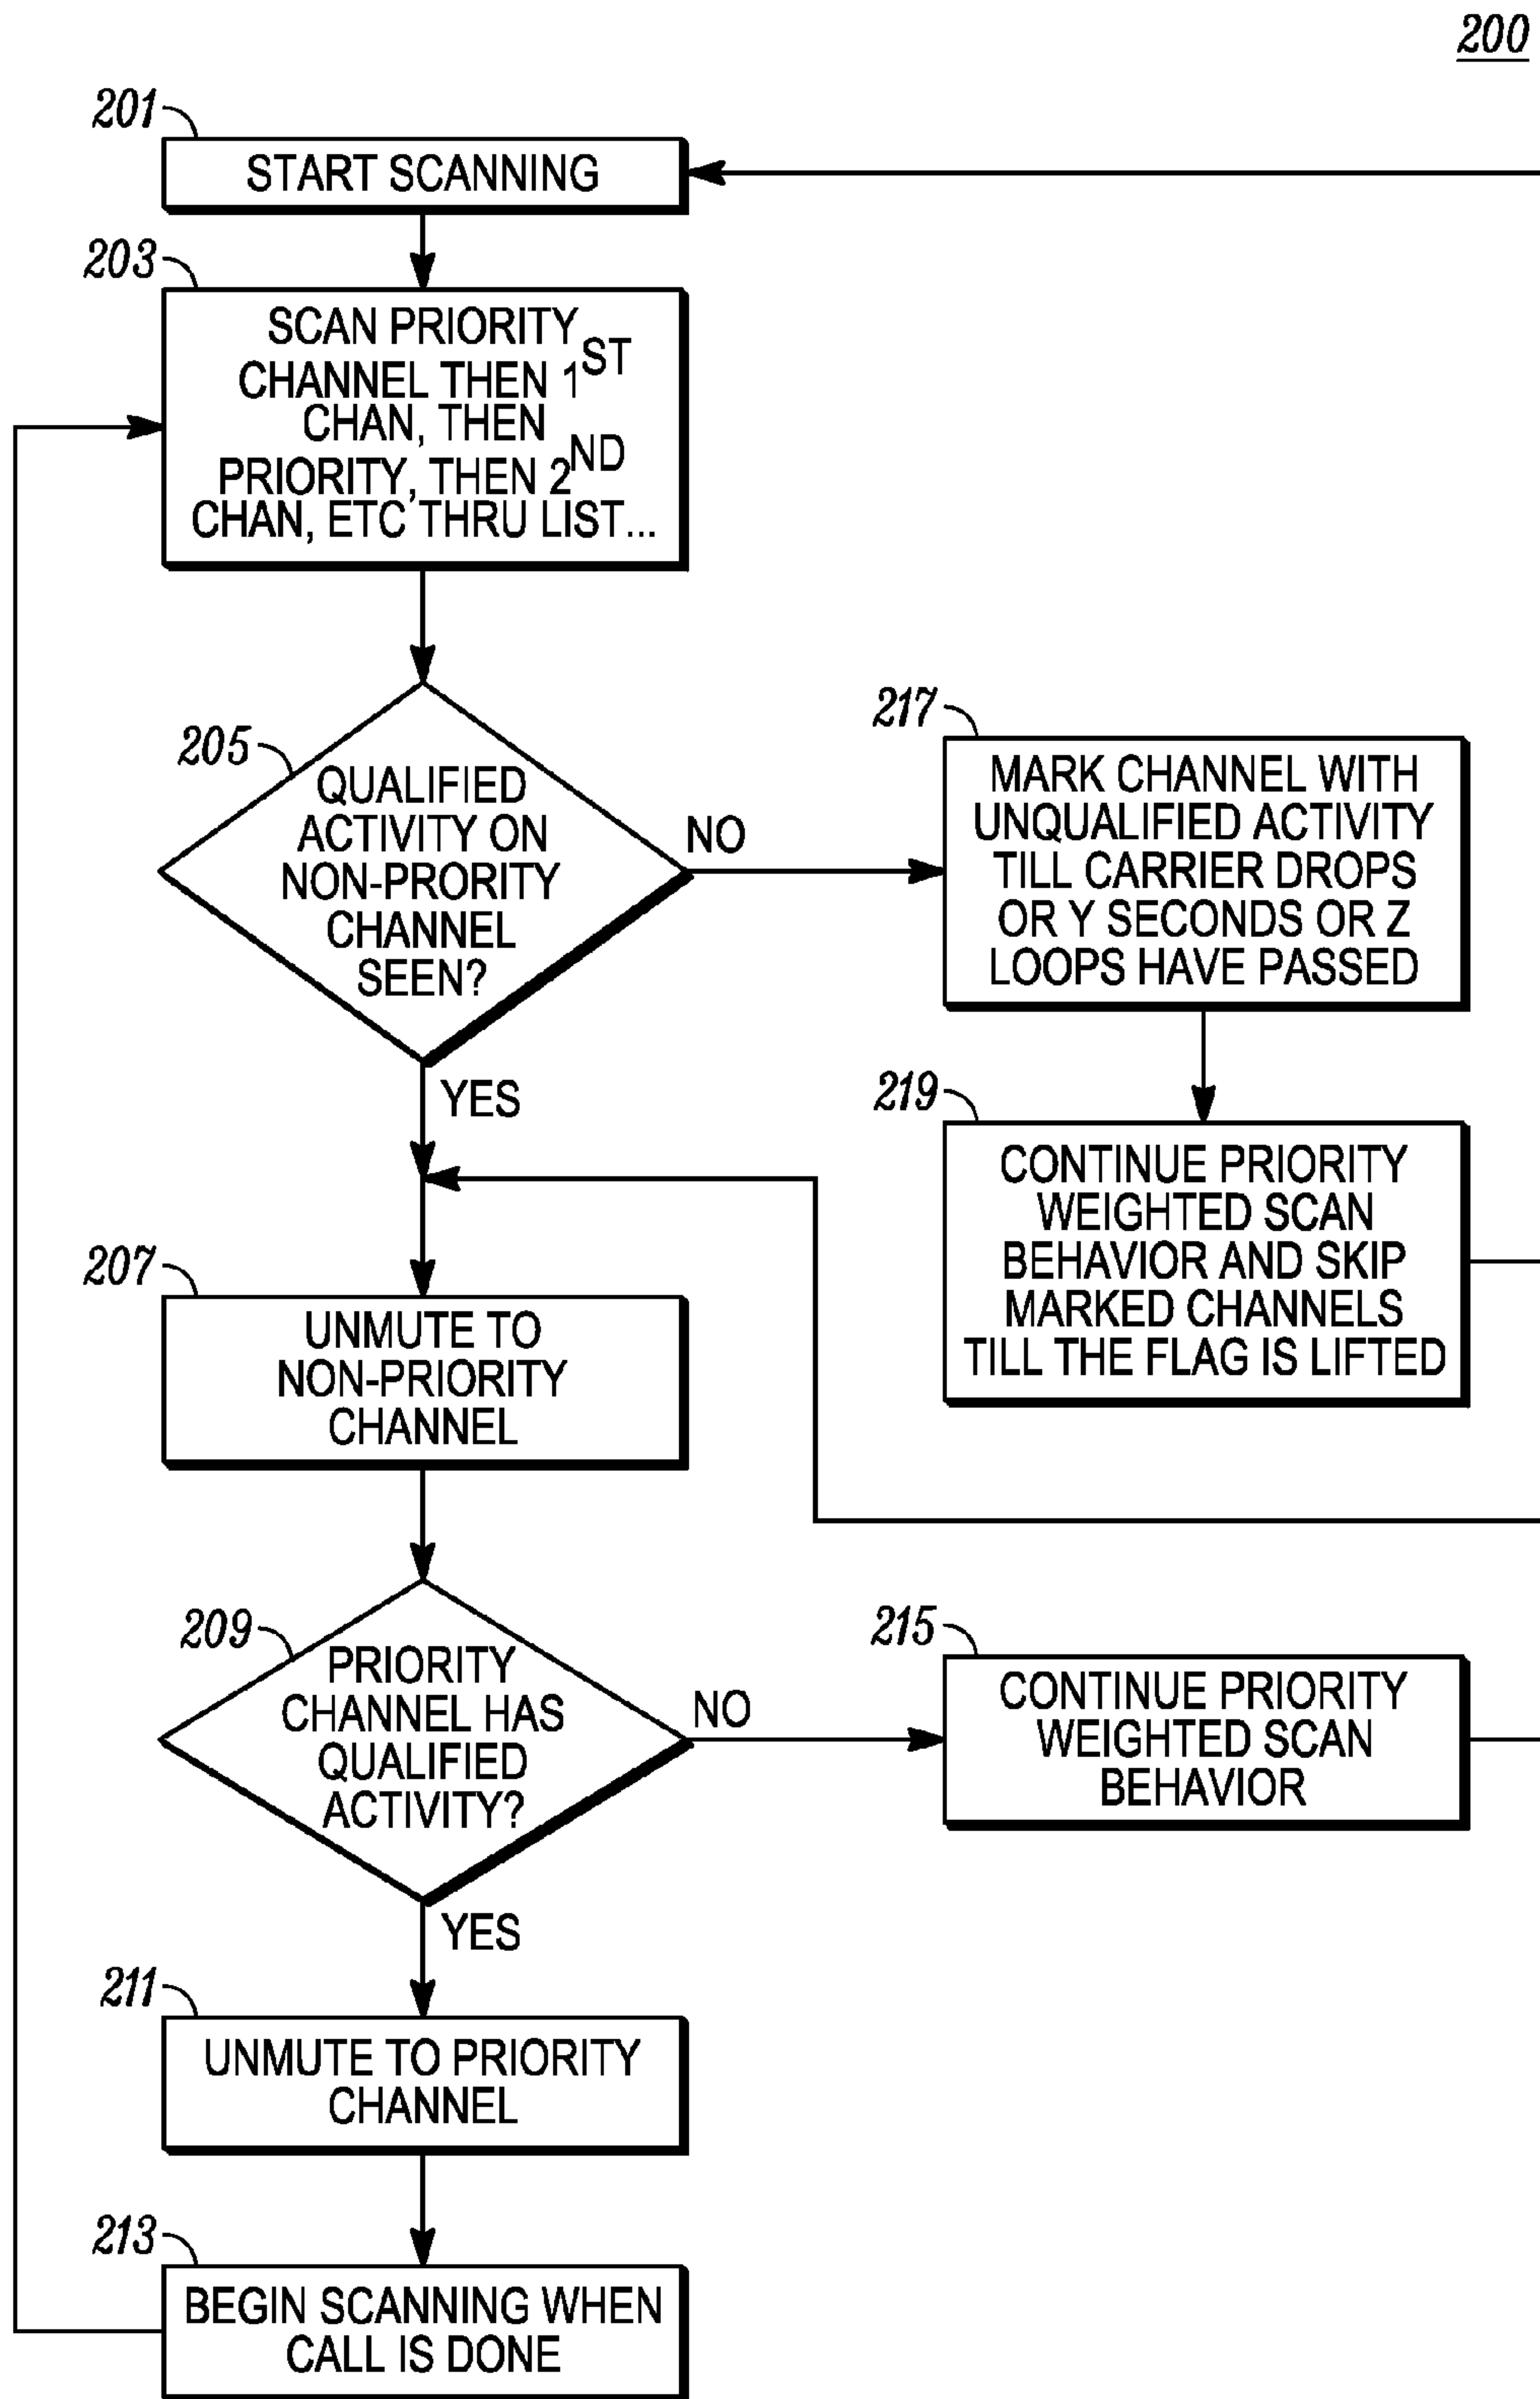 200
201
START SCANNING
203
SCAN PRIORITY
CHANNEL THEN 1ST
CHAN, THEN
PRIORITY, THEN 2ND
CHAN, ETC THRU LIST...
205
QUALIFIED
ACTIVITY ON
NON-PRORITY
CHANNEL
SEEN?
NO
YES
217
MARK CHANNEL WITH
UNQUALIFIED ACTIVITY
TILL CARRIER DROPS
OR Y SECONDS OR Z
LOOPS HAVE PASSED
219
CONTINUE PRIORITY
WEIGHTED SCAN
BEHAVIOR AND SKIP
MARKED CHANNELS
TILL THE FLAG IS LIFTED
207
UNMUTE TO
NON-PRIORITY
CHANNEL
209
PRIORITY
CHANNEL HAS
QUALIFIED
ACTIVITY?
NO
YES
215
CONTINUE PRIORITY
WEIGHTED SCAN
BEHAVIOR
211
UNMUTE TO PRIORITY
CHANNEL
213
BEGIN SCANNING WHEN
CALL IS DONE